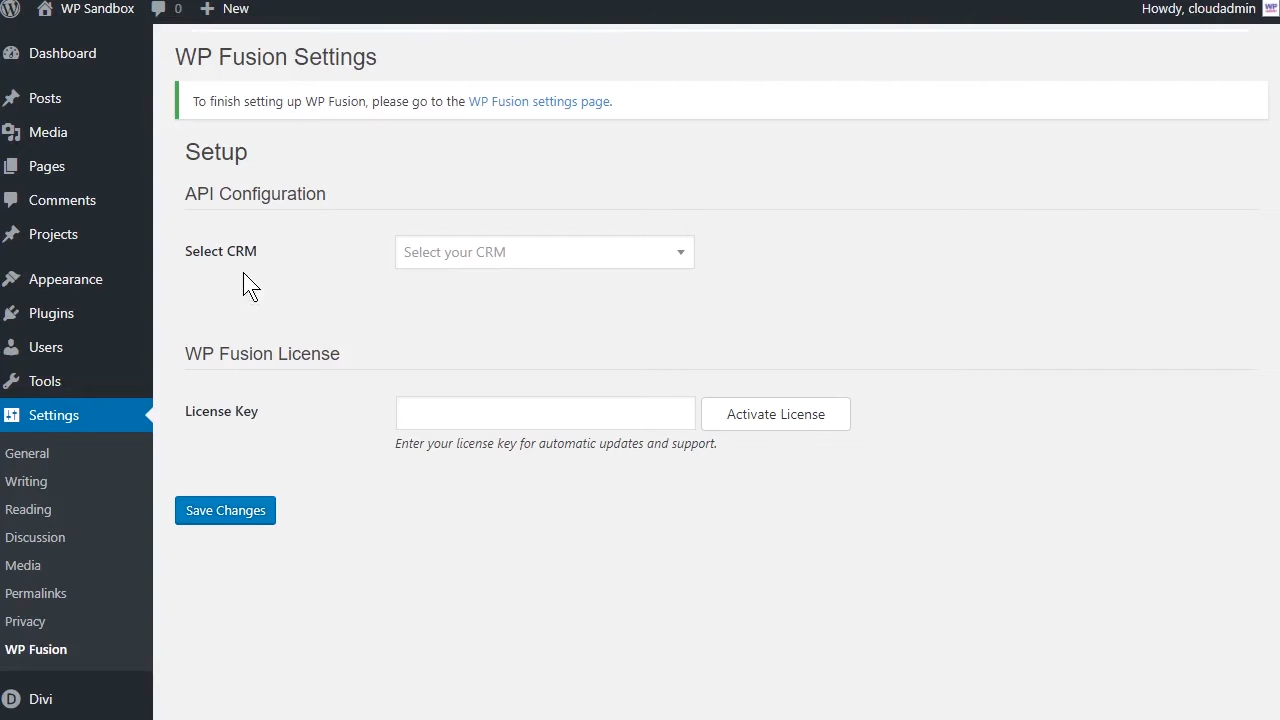 WP Sandbox 0 New Howdy, cloudadmin
Dashboard
Posts
Media
Pages
Comments
Projects
Appearance
Plugins
Users
Tools
Settings
General
Writing
Reading
Discussion
Media
Permalinks
Privacy
WP Fusion
Divi
WP Fusion Settings
To finish setting up WP Fusion, please go to the WP Fusion settings page.
Setup
API Configuration
Select CRM Select your CRM
WP Fusion License
License Key Activate License
Enter your license key for automatic updates and support.
Save Changes